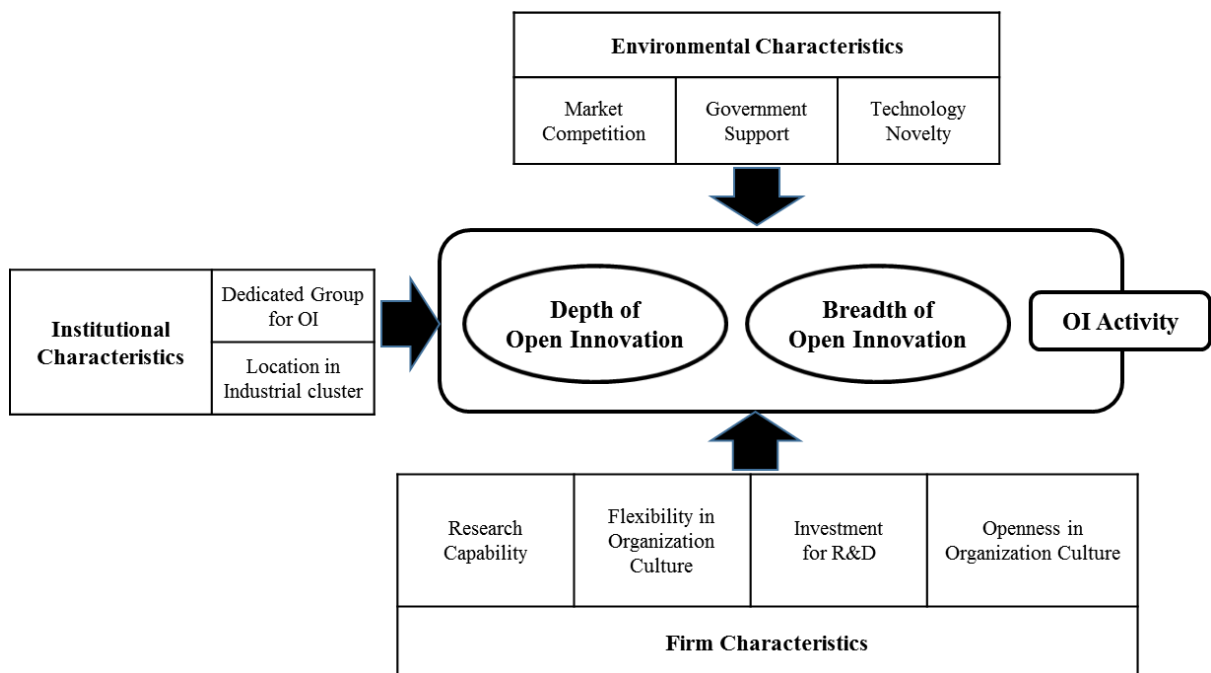 Environmental Characteristics
Market
Competition
Government
Support
Technology
Novelty
Institutional
Characteristics
Dedicated Group
for OI
Location in
Industrial cluster
Depth of
Open Innovation
Breadth of
Open Innovation
OI Activity
Research
Capability
Flexibility in
Organization
Culture
Investment
for R&D
Openness in
Organization Culture
Firm Characteristics